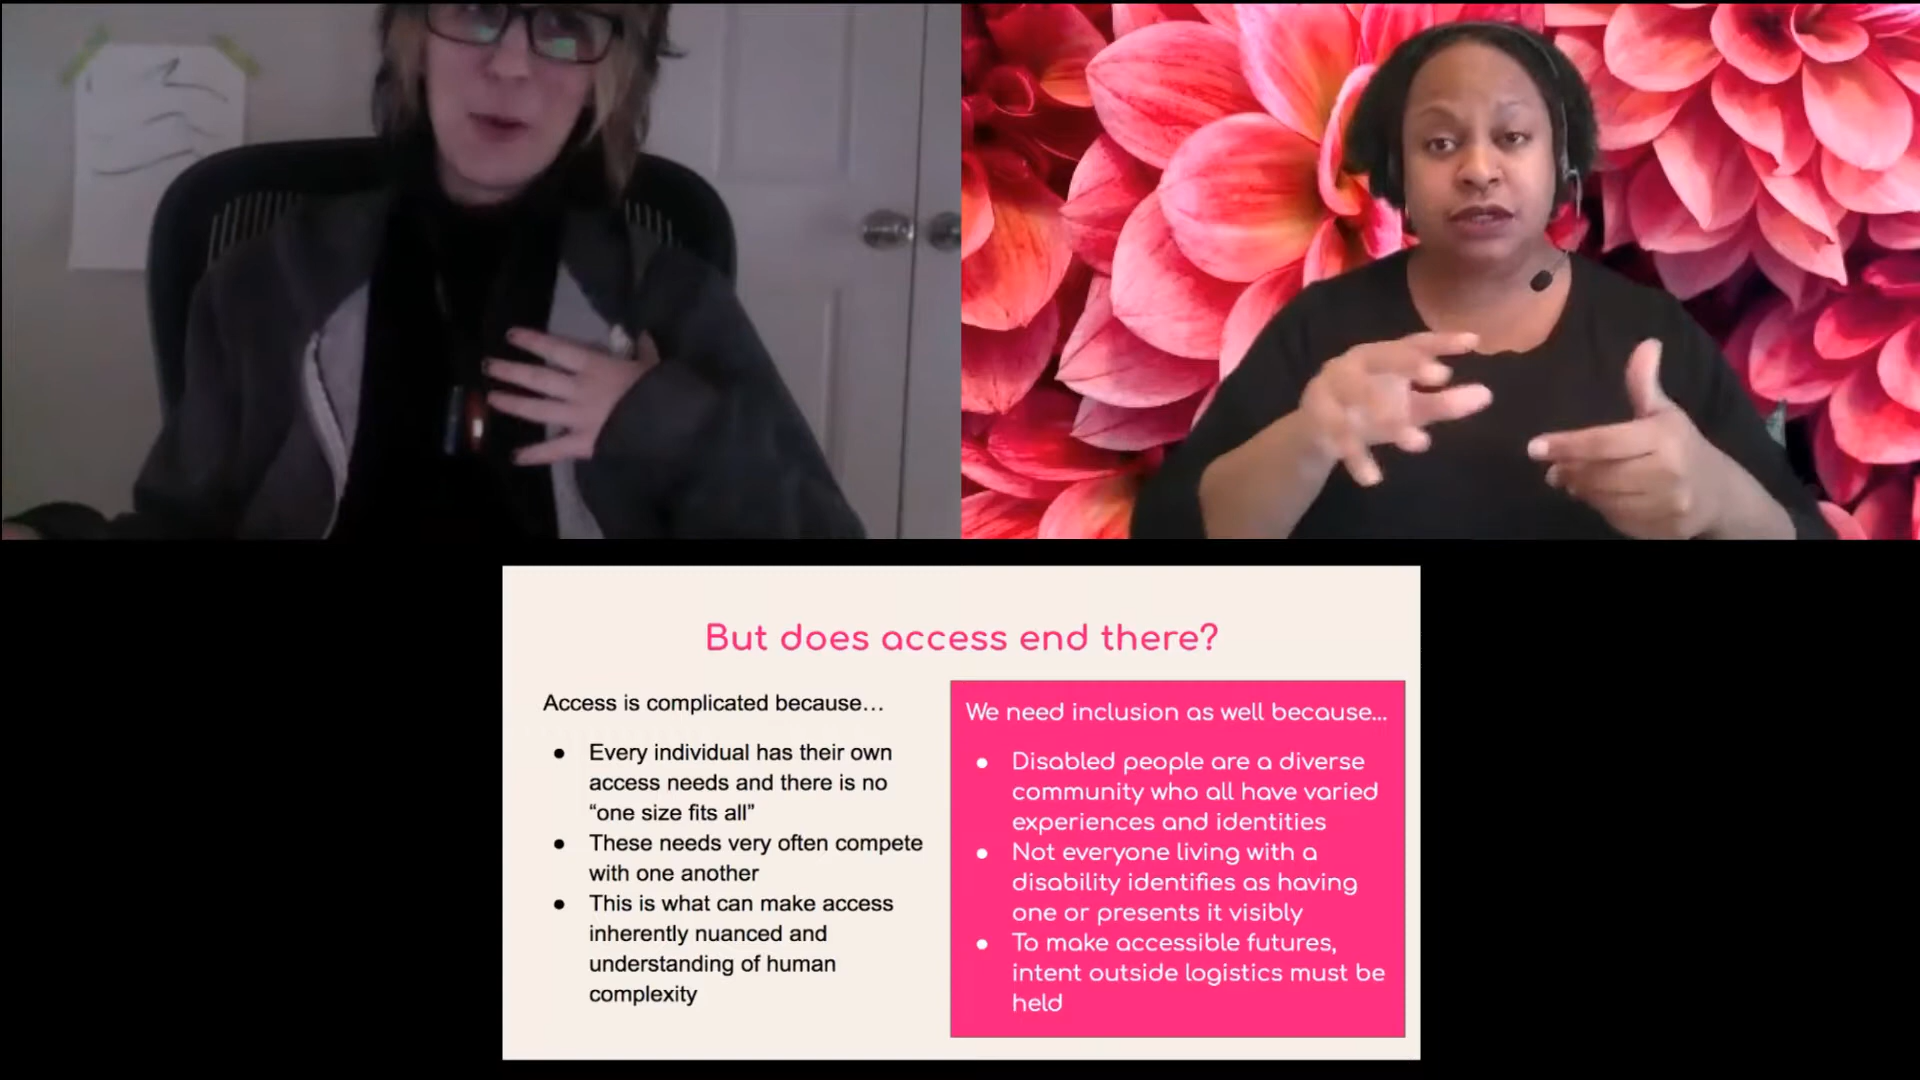 But does access end there?
Access is complicated because...
● Every individual has their own
access needs and there is no
“one size fits all”
● These needs very often compete
with one another
● This is what can make access
inherently nuanced and
understanding of human
complexity
We need inclusion as well because...
● Disabled people are a diverse
community who all have varied
experiences and identities
● Not everyone living with a
disability identifies as having
one or presents it visibly
● To make accessible futures,
intent outside logistics must be
held